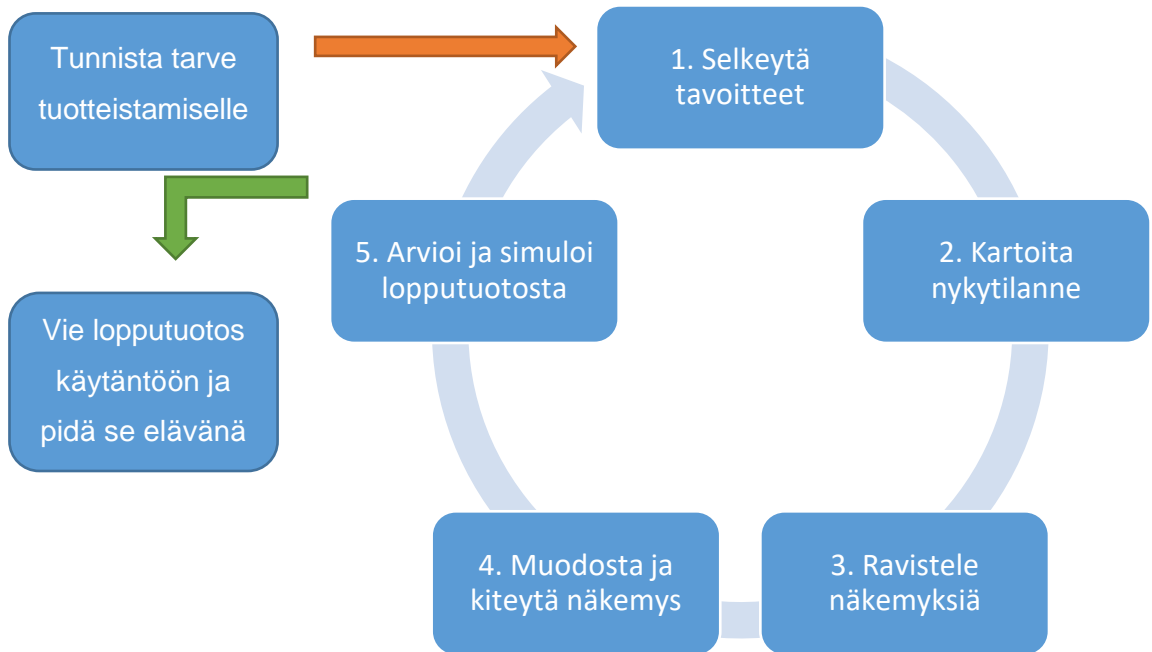 Tunnista tarve
tuotteistamiselle
1. Selkeytä
tavoitteet
2. Kartoita
nykytilanne
3. Ravistele
näkemyksiä
4. Muodosta ja
kiteytä näkemys
5. Arvioi ja simuloi
lopputuotosta
Vie lopputuotos
käytäntöön ja
pidä se elävänä